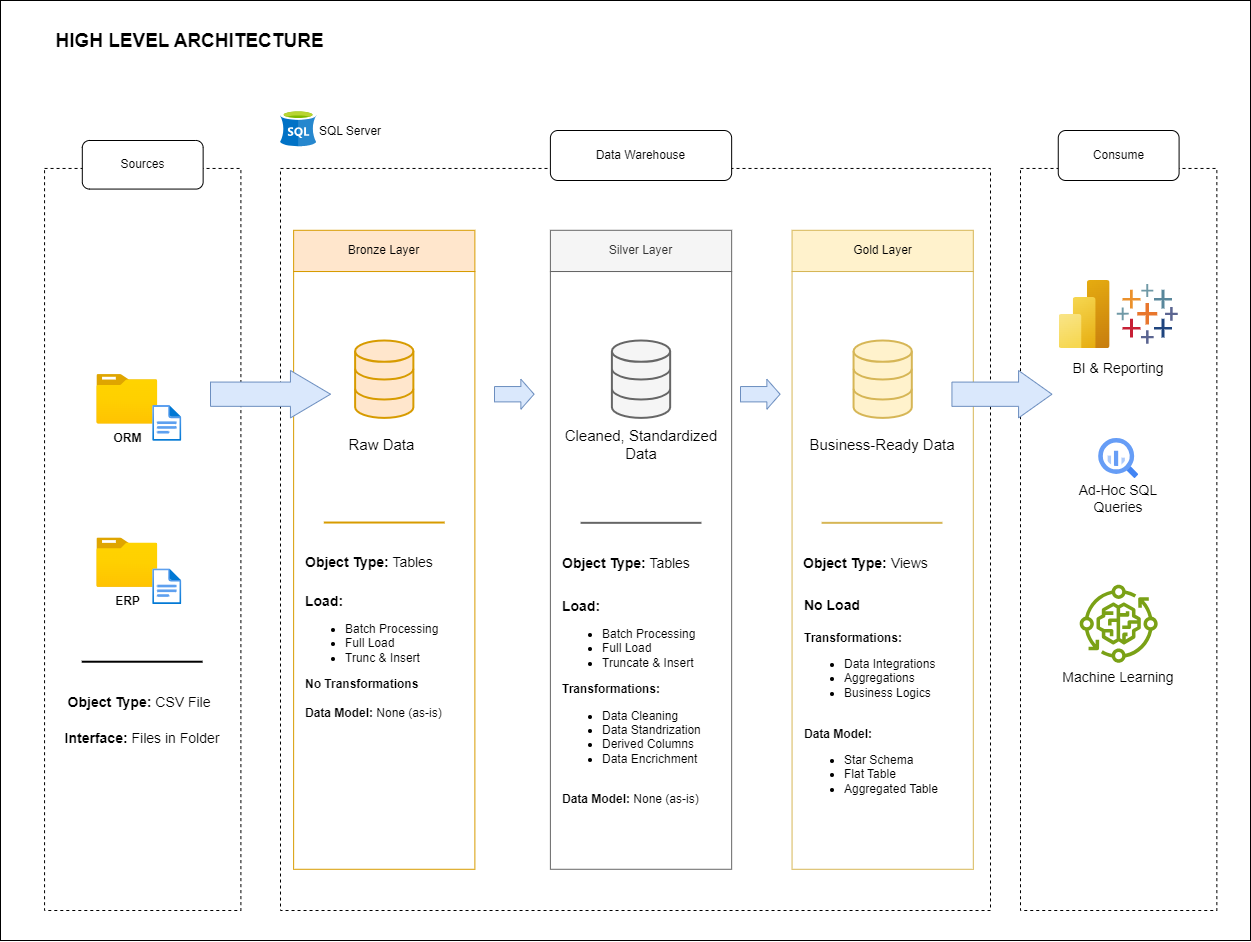 HIGH LEVEL ARCHITECTURE
SQL
SQL Server
Sources
ORM
ERP
Object Type: CSV File
Interface: Files in Folder
Data Warehouse
Bronze Layer
Raw Data
Object Type: Tables
Load:
Batch Processing
Full Load
Trunc & Insert
No Transformations
Data Model: None (as-is)
Silver Layer
Cleaned, Standardized
Data
Object Type: Tables
Load:
Batch Processing
Full Load
Truncate & Insert
Transformations:
Data Cleaning
Data Standrization
Derived Columns
Data Encrichment
Data Model: None (as-is)
Gold Layer
Business-Ready Data
Object Type: Views
No Load
Transformations:
Data Integrations
Aggregations
Business Logics
Data Model:
Star Schema
Flat Table
Aggregated Table
Consume
BI & Reporting
Ad-Hoc SQL
Queries
Machine Learning